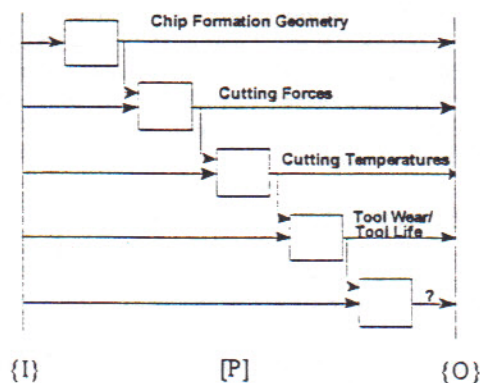 Chip Formation Geometry
Cutting Forces
Cutting Temperatures
Tool Wear/
Tool Life
?
{I} [P] {O}